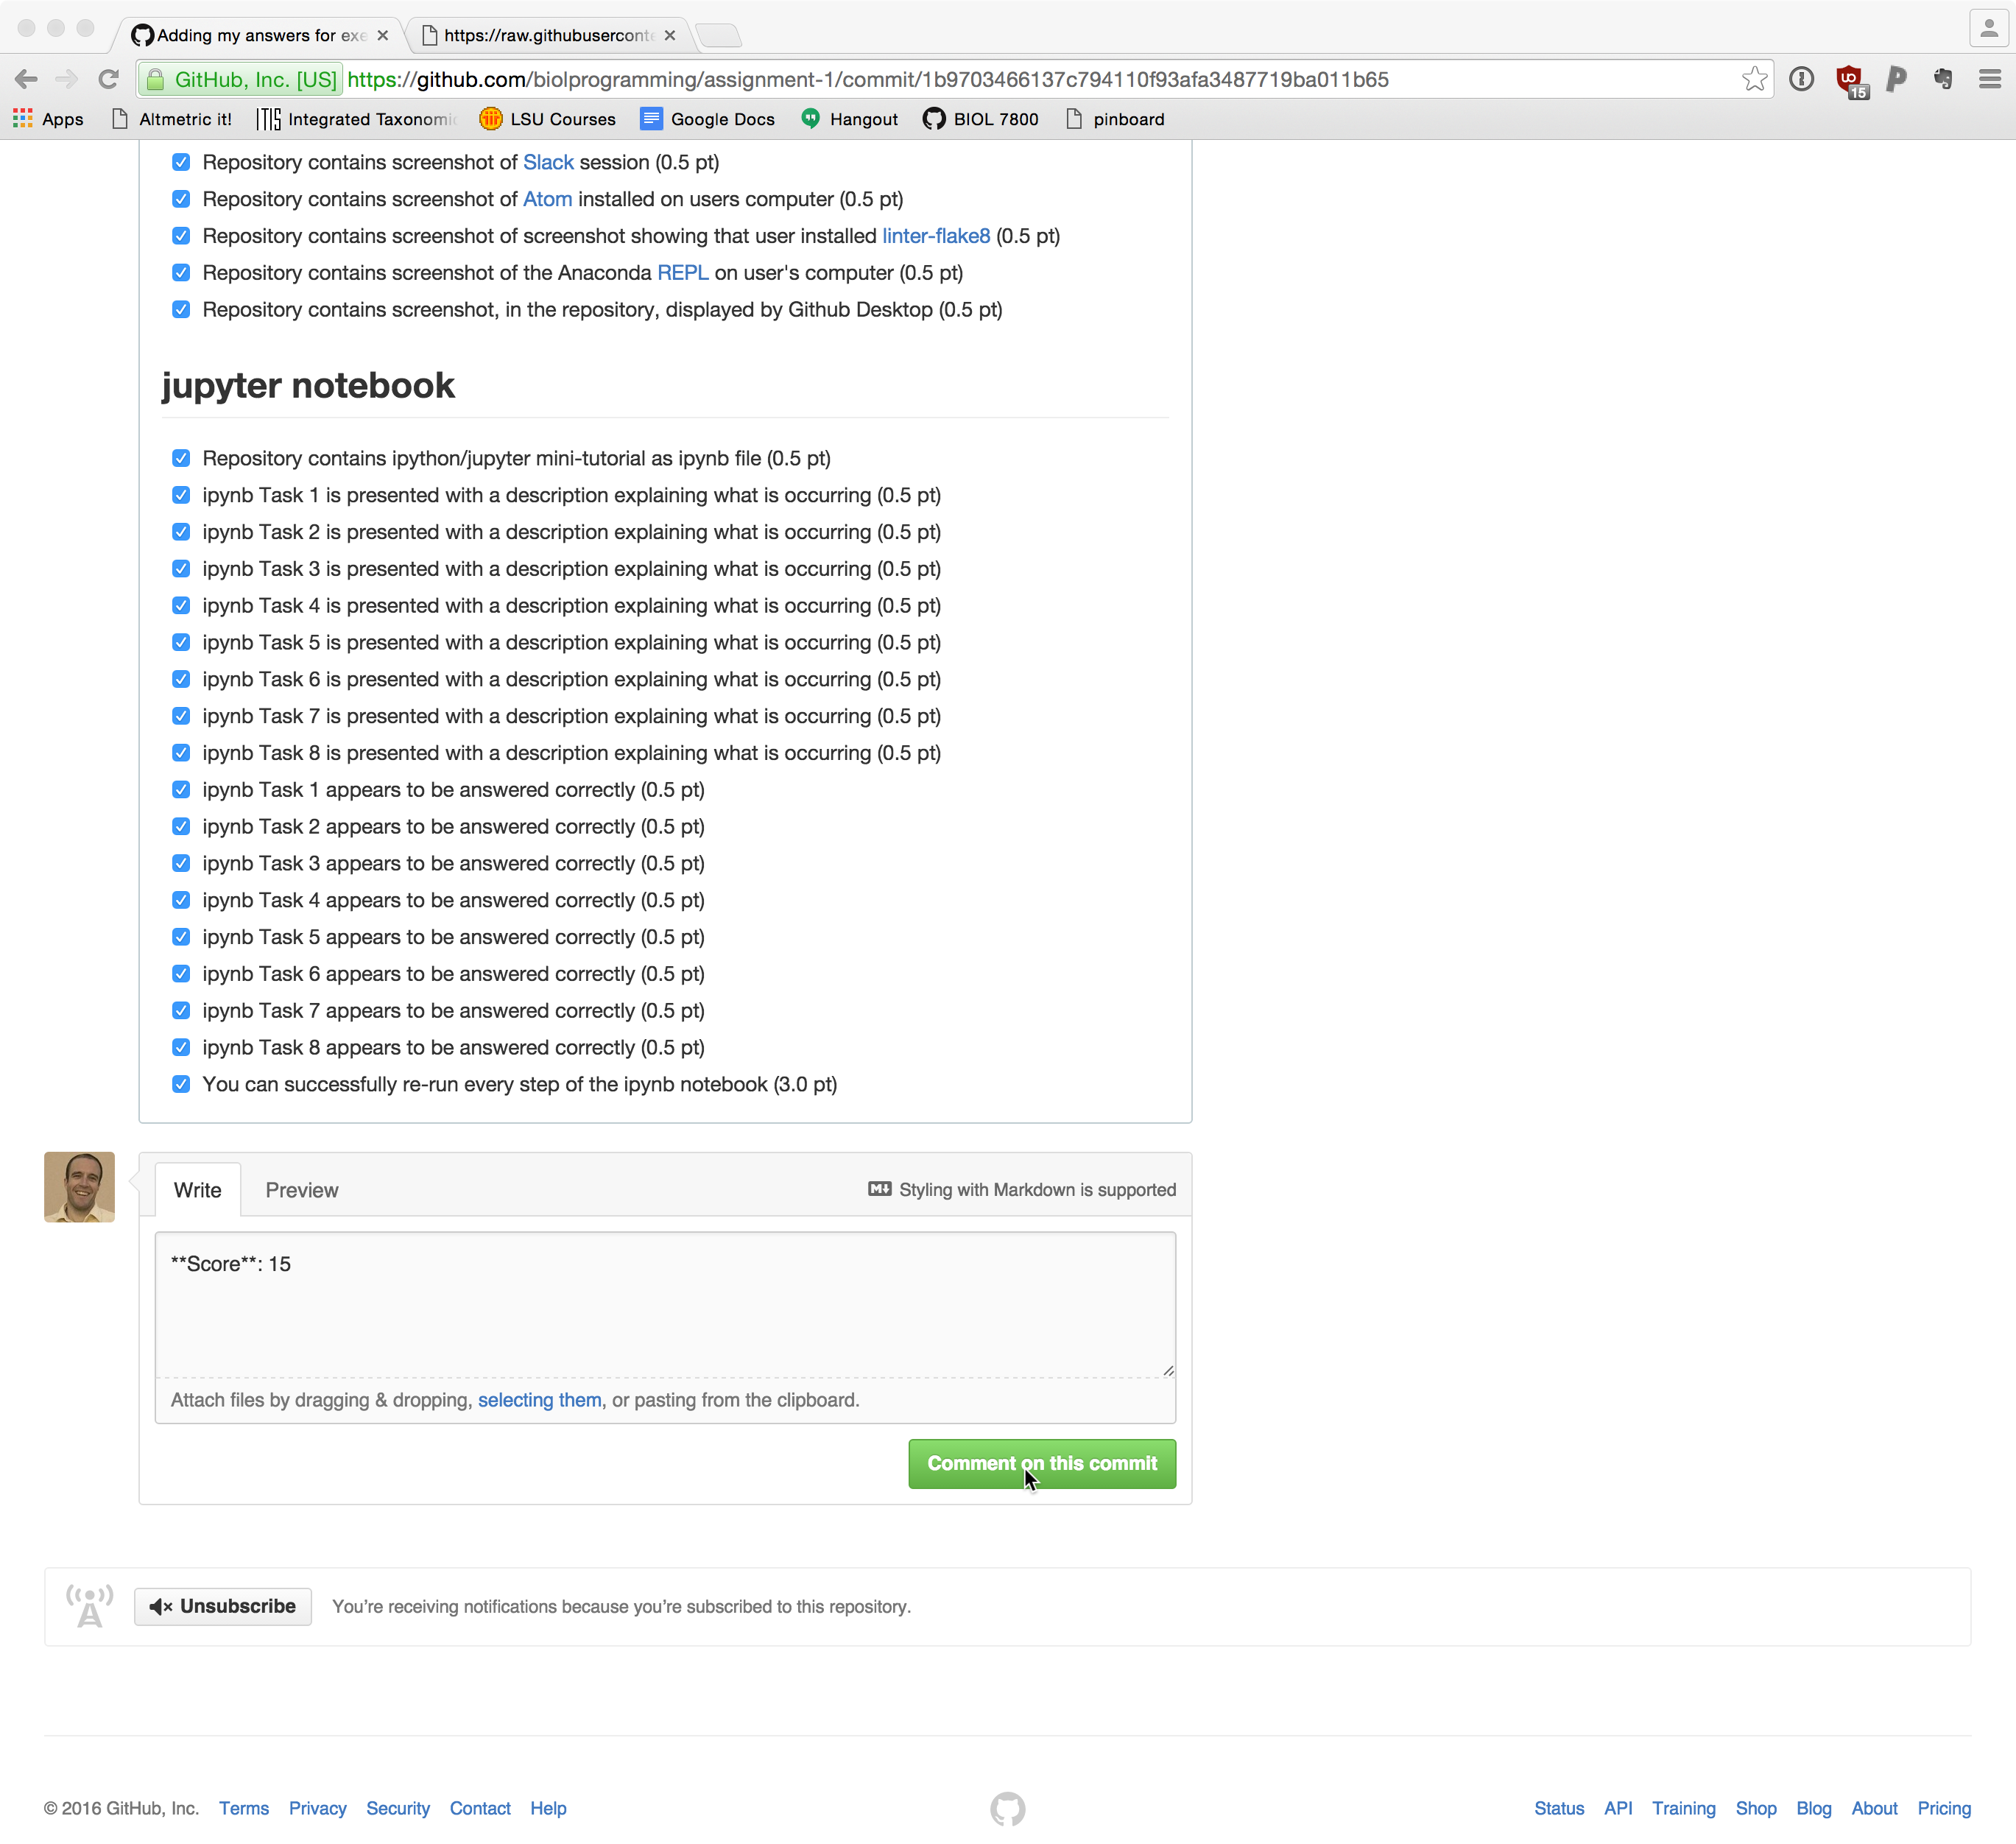 Adding my answers for exe
https://raw.githubuserconte
GitHub, Inc. [US] https://github.com/biolprogramming/assignment-1/commit/1b9703466137c794110f93afa3487719ba011b65
15
Apps Altmetric it! Integrated Taxonomic LSU Courses Google Docs Hangout BIOL 7800 pinboard
Repository contains screenshot of Slack session (0.5 pt)
Repository contains screenshot of Atom installed on users computer (0.5 pt)
Repository contains screenshot of screenshot showing that user installed linter-flake8 (0.5 pt)
Repository contains screenshot of the Anaconda REPL on user's computer (0.5 pt)
Repository contains screenshot, in the repository, displayed by Github Desktop (0.5 pt)
jupyter notebook
Repository contains ipython/jupyter mini-tutorial as ipynb file (0.5 pt)
ipynb Task 1 is presented with a description explaining what is occurring (0.5 pt)
ipynb Task 2 is presented with a description explaining what is occurring (0.5 pt)
ipynb Task 3 is presented with a description explaining what is occurring (0.5 pt)
ipynb Task 4 is presented with a description explaining what is occurring (0.5 pt)
ipynb Task 5 is presented with a description explaining what is occurring (0.5 pt)
ipynb Task 6 is presented with a description explaining what is occurring (0.5 pt)
ipynb Task 7 is presented with a description explaining what is occurring (0.5 pt)
ipynb Task 8 is presented with a description explaining what is occurring (0.5 pt)
ipynb Task 1 appears to be answered correctly (0.5 pt)
ipynb Task 2 appears to be answered correctly (0.5 pt)
ipynb Task 3 appears to be answered correctly (0.5 pt)
ipynb Task 4 appears to be answered correctly (0.5 pt)
ipynb Task 5 appears to be answered correctly (0.5 pt)
ipynb Task 6 appears to be answered correctly (0.5 pt)
ipynb Task 7 appears to be answered correctly (0.5 pt)
ipynb Task 8 appears to be answered correctly (0.5 pt)
You can successfully re-run every step of the ipynb notebook (3.0 pt)
Write Preview Styling with Markdown is supported
**Score**: 15
Attach files by dragging & dropping, selecting them, or pasting from the clipboard.
Comment on this commit
Unsubscribe You're receiving notifications because you're subscribed to this repository.
© 2016 GitHub, Inc. Terms Privacy Security Contact Help Status API Training Shop Blog About Pricing